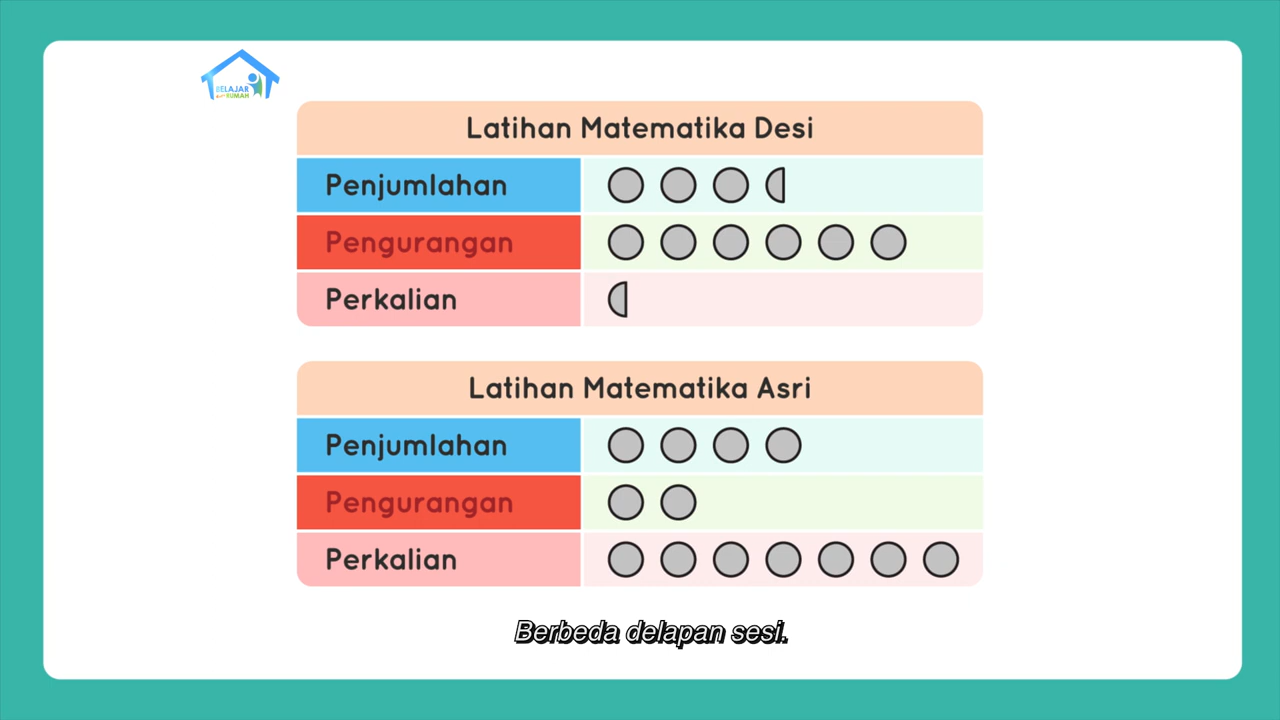 BELAJAR
RUMAH
Latihan Matematika Desi
Penjumlahan
Pengurangan
Perkalian
Latihan Matematika Asri
Penjumlahan
Pengurangan
Perkalian
Berbeda delapan sesi.